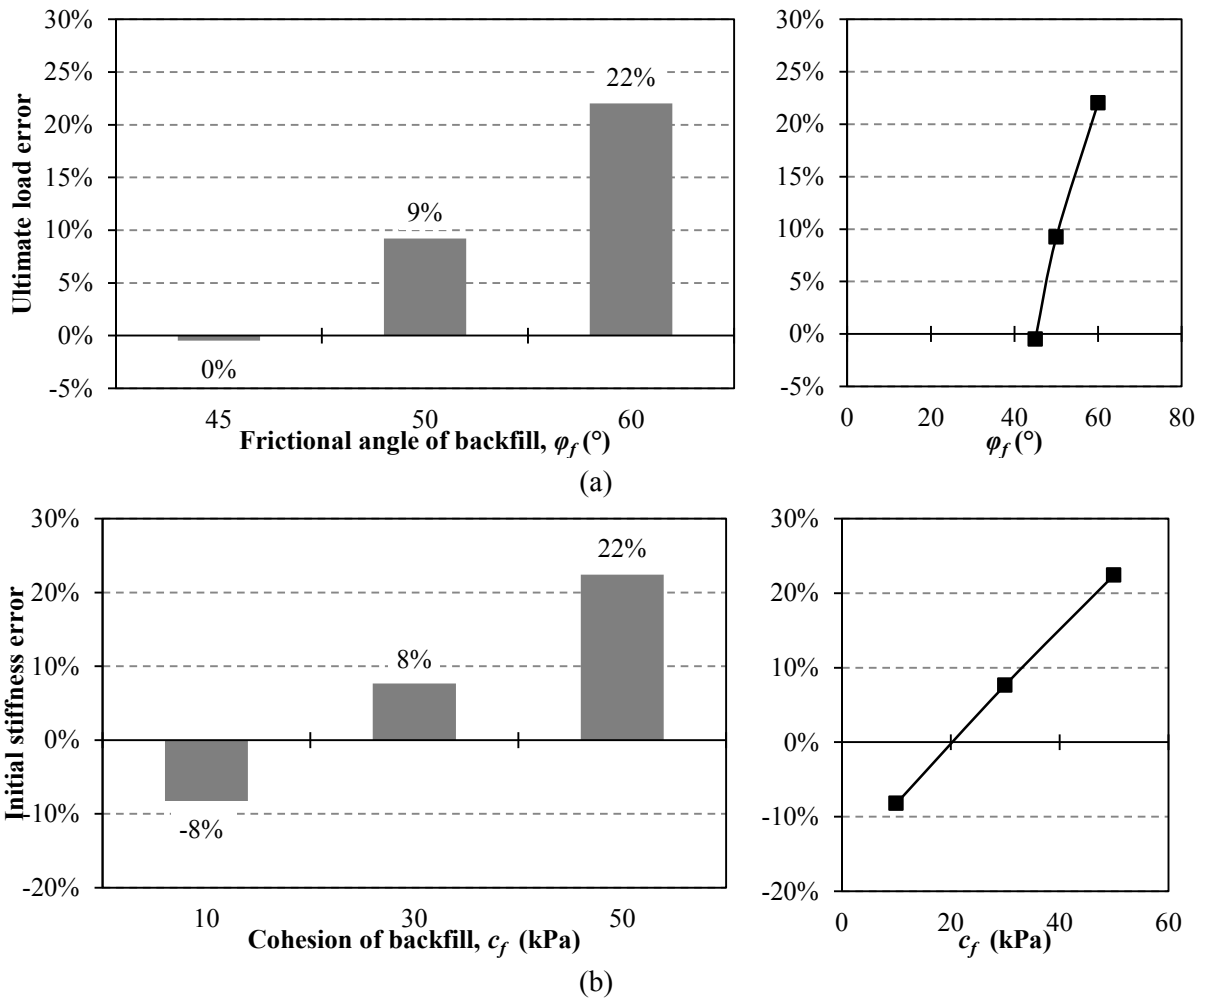 30%
25%
20%
15%
10%
5%
0%
-5%
Ultimate load error
22%
9%
0%
45 50 60
Frictional angle of backfill, φf (°)
30%
25%
20%
15%
10%
5%
0%
-5%
0 20 40 60 80
φf (°)
(a)
30%
20%
10%
0%
-10%
-20%
Initial stiffness error
22%
8%
-8%
10 30 50
Cohesion of backfill, cf (kPa)
30%
20%
10%
0%
-10%
-20%
0 20 40 60
cf (kPa)
(b)